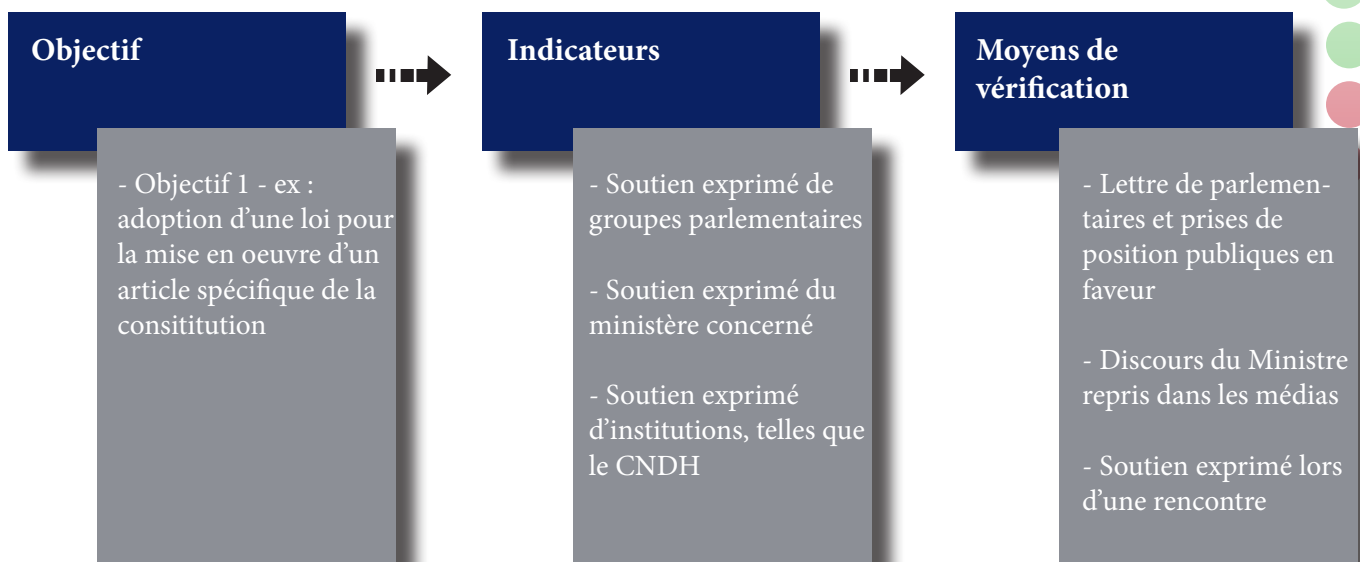 Objectif
- Objectif 1 - ex :
adoption d’une loi pour
la mise en oeuvre d’un
article spécifique de la
consititution
Indicateurs
- Soutien exprimé de
groupes parlementaires
- Soutien exprimé du
ministère concerné
- Soutien exprimé
d’institutions, telles que
le CNDH
Moyens de
vérification
- Lettre de parlemen-
taires et prises de
position publiques en
faveur
- Discours du Ministre
repris dans les médias
- Soutien exprimé lors
d’une rencontre